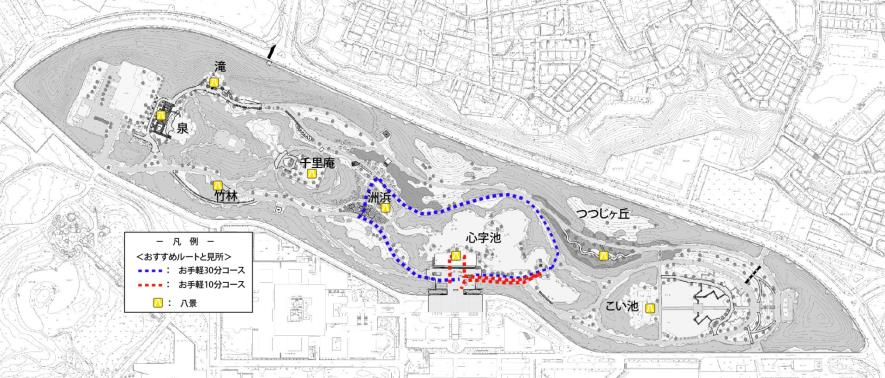 滝
泉
千里庵
竹林
洲浜
心字池
つつじヶ丘
こい池
－ 凡 例 －
＜おすすめルートと見所＞
： お手軽30分コース
： お手軽10分コース
八 ： 八景